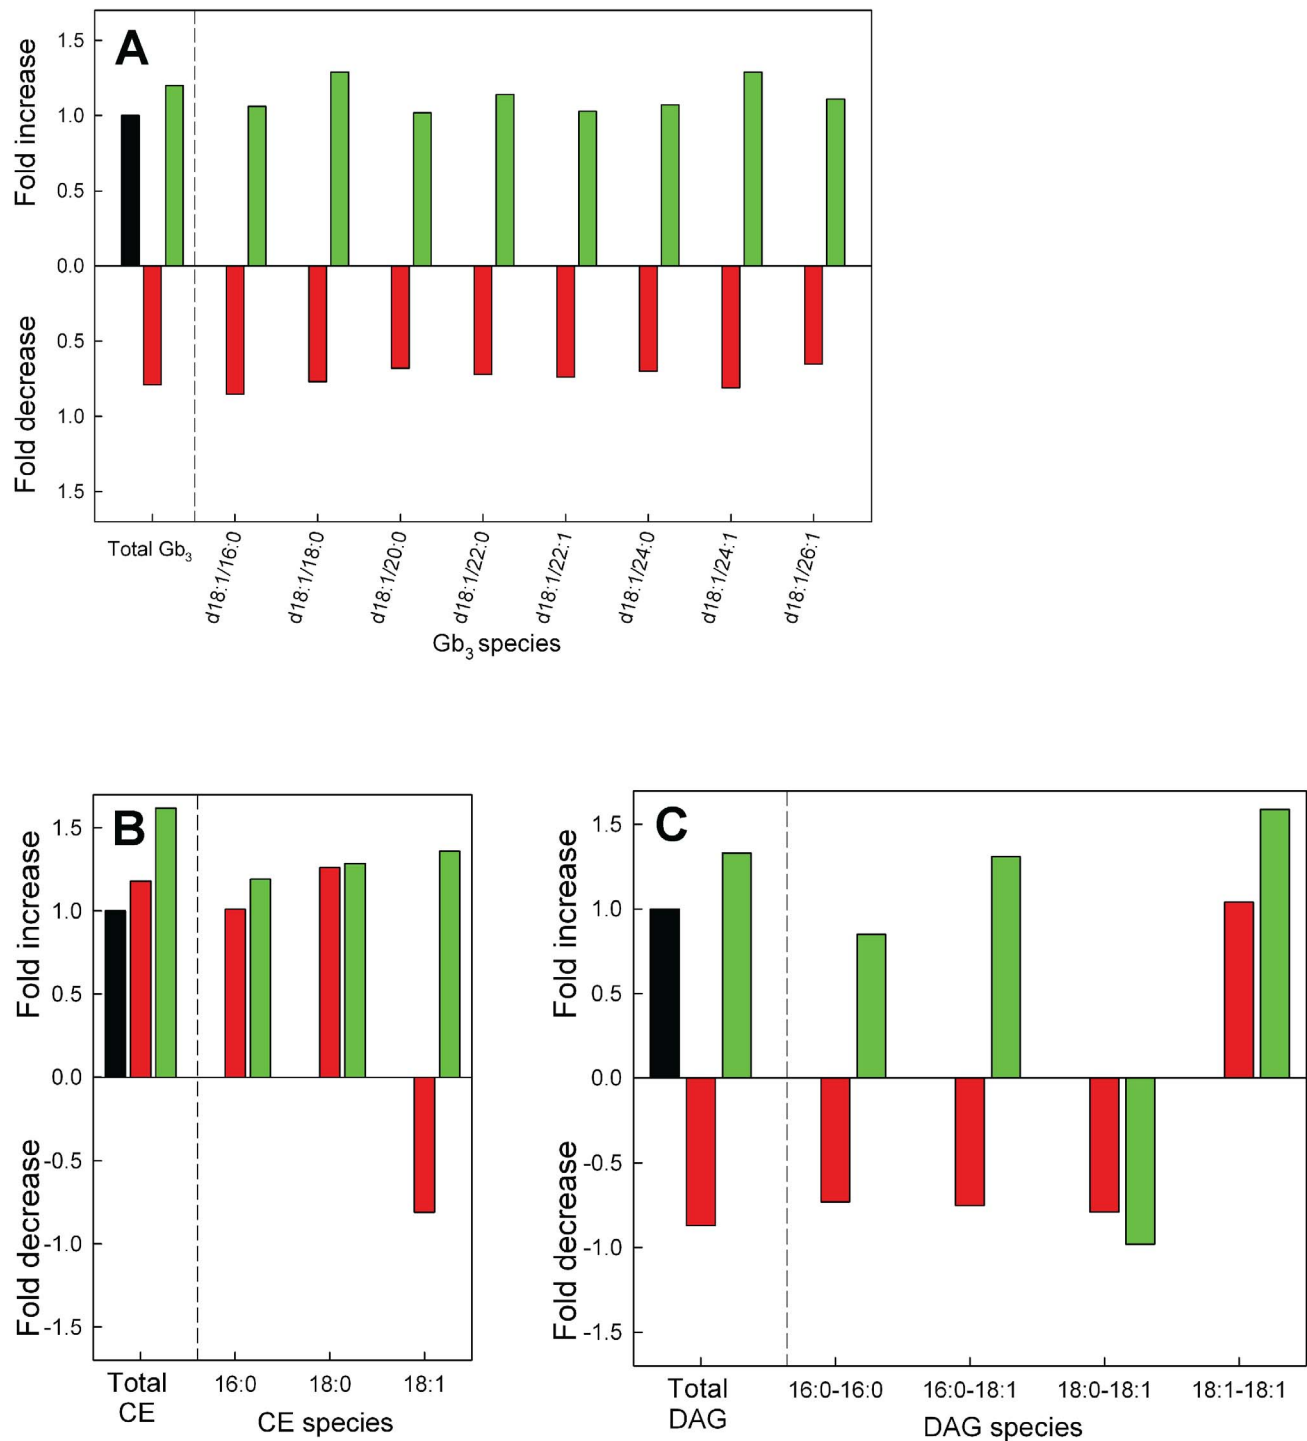 A
Fold increase
Fold decrease
1.5
1.0
0.5
0.0
0.5
1.0
1.5
Total Gb₃
d18:1/16:0
d18:1/18:0
d18:1/20:0
d18:1/22:0
d18:1/22:1
d18:1/24:0
d18:1/24:1
d18:1/26:1
Gb₃ species
B
Fold increase
Fold decrease
1.5
1.0
0.5
0.0
-0.5
-1.0
-1.5
Total
CE
16:0
18:0
18:1
CE species
C
Fold increase
Fold decrease
1.5
1.0
0.5
0.0
-0.5
-1.0
-1.5
Total
DAG
16:0-16:0
16:0-18:1
18:0-18:1
18:1-18:1
DAG species